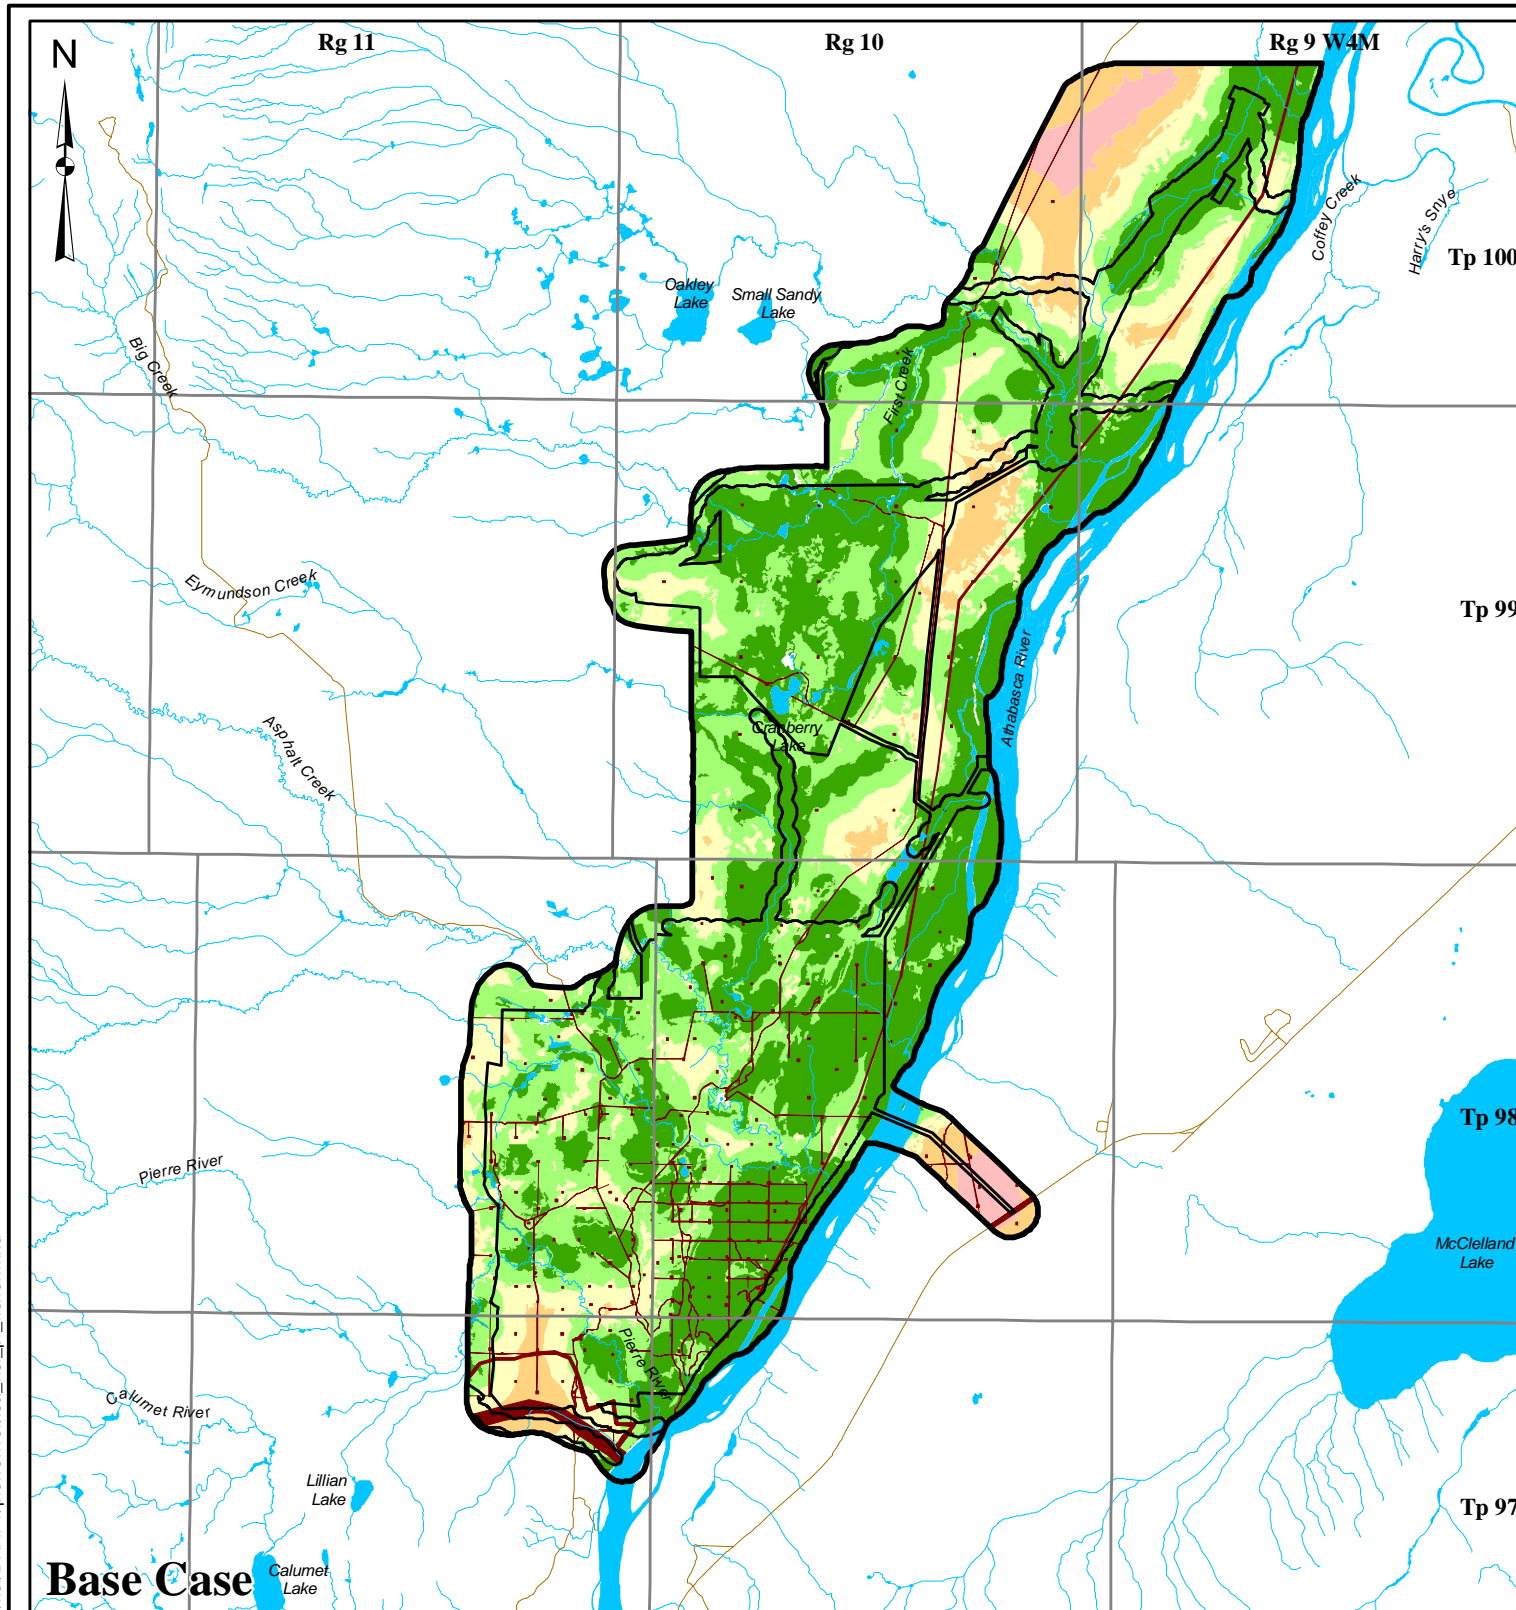 Rg 11
Rg 10
Rg 9 W4M
N
Coffey Creek
Harry's Snye
Tp 100
Oakley
Lake
Small Sandy
Lake
Big Creek
First Creek
Eymundson Creek
Tp 99
Athabasca River
Asphalt Creek
Cranberry
Lake
Tp 98
Pierre River
McClelland
Lake
Pierre River
Calumet River
Lillian
Lake
Tp 97
Base Case
Calumet
Lake